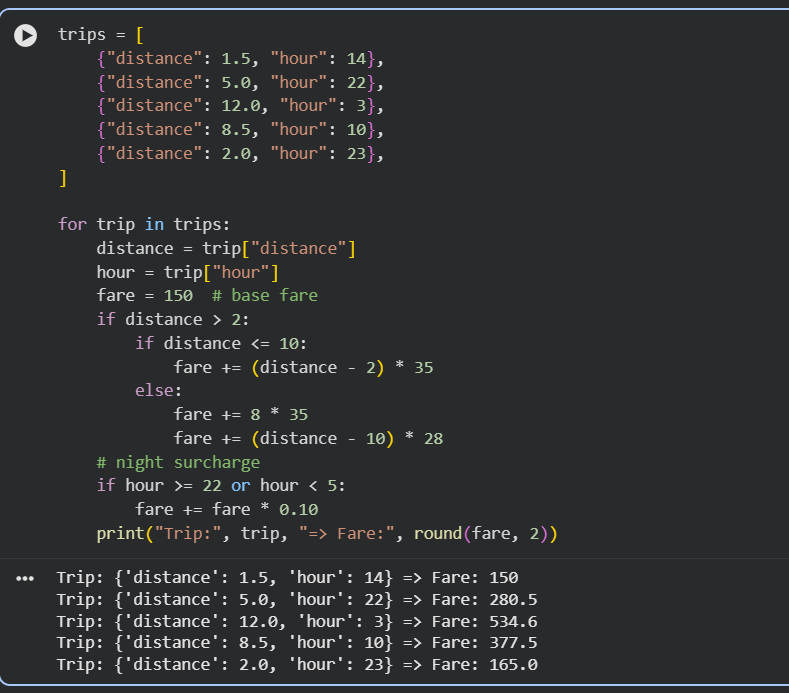 trips = [
    {"distance": 1.5, "hour": 14},
    {"distance": 5.0, "hour": 22},
    {"distance": 12.0, "hour": 3},
    {"distance": 8.5, "hour": 10},
    {"distance": 2.0, "hour": 23},
]

for trip in trips:
    distance = trip["distance"]
    hour = trip["hour"]
    fare = 150  # base fare
    if distance > 2:
        if distance <= 10:
            fare += (distance - 2) * 35
        else:
            fare += 8 * 35
            fare += (distance - 10) * 28
    # night surcharge
    if hour >= 22 or hour < 5:
        fare += fare * 0.10
    print("Trip:", trip, "=> Fare:", round(fare, 2))
Trip: {'distance': 1.5, 'hour': 14} => Fare: 150
Trip: {'distance': 5.0, 'hour': 22} => Fare: 280.5
Trip: {'distance': 12.0, 'hour': 3} => Fare: 534.6
Trip: {'distance': 8.5, 'hour': 10} => Fare: 377.5
Trip: {'distance': 2.0, 'hour': 23} => Fare: 165.0